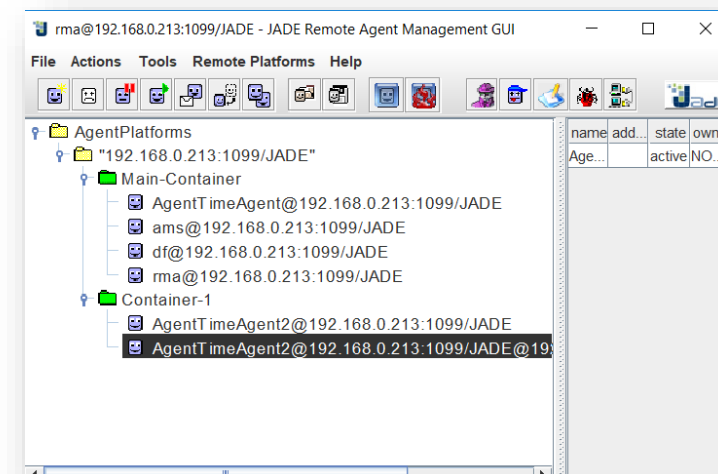 rma@192.168.0.213:1099/JADE - JADE Remote Agent Management GUI
File Actions Tools Remote Platforms Help
Jade
AgentPlatforms
"192.168.0.213:1099/JADE"
Main-Container
AgentTimeAgent@192.168.0.213:1099/JADE
ams@192.168.0.213:1099/JADE
df@192.168.0.213:1099/JADE
rma@192.168.0.213:1099/JADE
Container-1
AgentTimeAgent2@192.168.0.213:1099/JADE
AgentTimeAgent2@192.168.0.213:1099/JADE@19
name add... state own
Age... active NO...